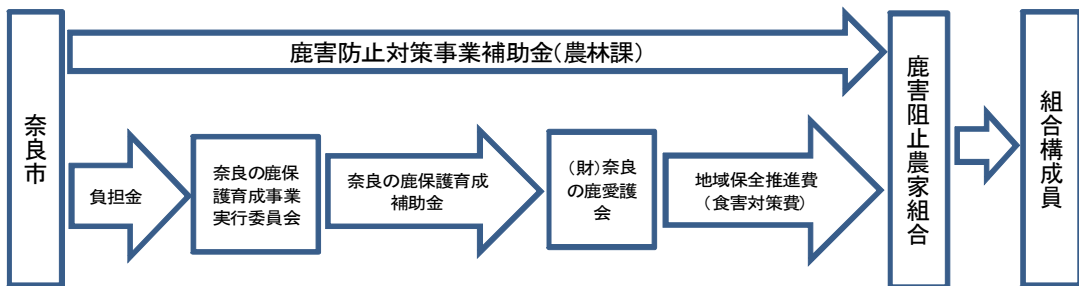 奈良市
鹿害防止対策事業補助金（農林課）
負担金
奈良の鹿保
護育成事業
実行委員会
奈良の鹿保護育成
補助金
（財）奈良
の鹿愛護
会
地域保全推進費
（食害対策費）
鹿害阻止農家組合
組合構成員